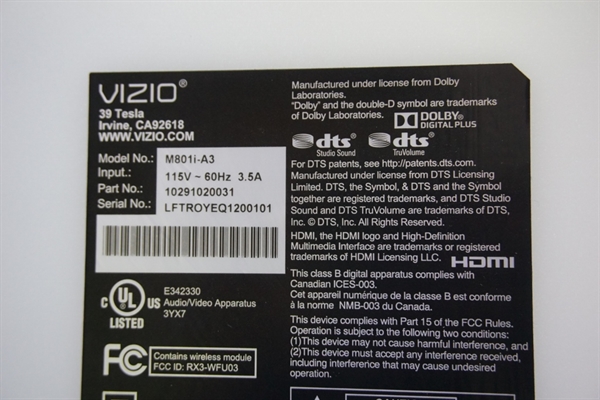 VIZIO®
39 Tesla
Irvine, CA92618
WWW.VIZIO.COM
Model No.: M801i-A3
Input.: 115V ~ 60Hz 3.5A
Part No.: 10291020031
Serial No.: LFTROYEQ1200101
C UL US
LISTED
E342330
Audio/Video Apparatus
3YX7
FC
Contains wireless module
FCC ID: RX3-WFU03
Manufactured under license from Dolby
Laboratories.
"Dolby" and the double-D symbol are trademarks
of Dolby Laboratories.
DOLBY
DIGITAL PLUS
dts
Studio Sound
dts
TruVolume
For DTS patents, see http://patents.dts.com.
Manufactured under license from DTS Licensing
Limited. DTS, the Symbol, & DTS and the Symbol
together are registered trademarks, and DTS Studio
Sound and DTS TruVolume are trademarks of DTS,
Inc. © DTS, Inc. All Rights Reserved.
HDMI, the HDMI logo and High-Definition
Multimedia Interface are trademarks or registered
trademarks of HDMI Licensing LLC. HDMI
This class B digital apparatus complies with
Canadian ICES-003.
Cet appareil numérique de la classe B est conforme
à la norme NMB-003 du Canada.
This device complies with Part 15 of the FCC Rules.
Operation is subject to the following two conditions:
(1)This device may not cause harmful interference, and
(2)This device must accept any interference received,
including interference that may cause undesired
operation.